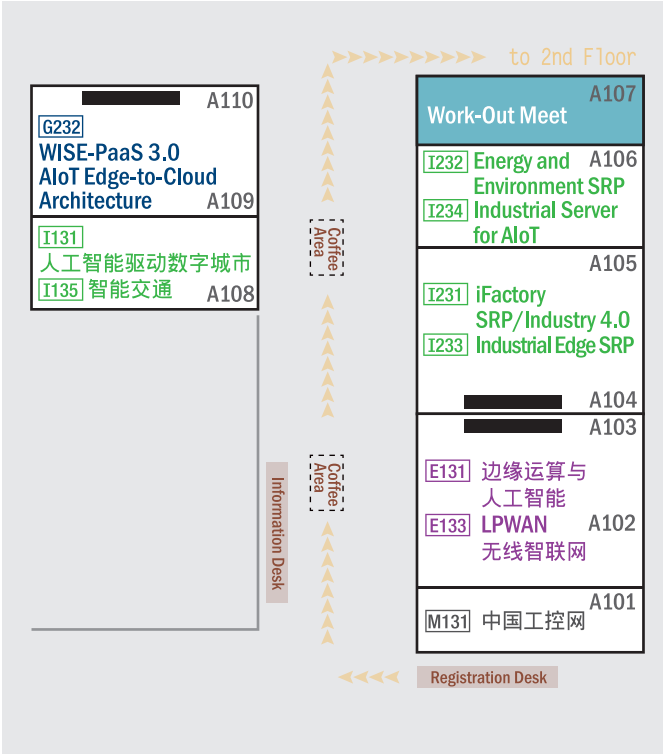 to 2nd Floor
A110
G232
WISE-PaaS 3.0
AIoT Edge-to-Cloud
Architecture
A109
I131
人工智能驱动数字城市
I135 智能交通
A108
Coffee
Area
Coffee
Area
Information Desk
A107
Work-Out Meet
I232 Energy and
A106
Environment SRP
I234 Industrial Server
for AIoT
A105
I231 iFactory
SRP/Industry 4.0
I233 Industrial Edge SRP
A104
A103
E131 边缘运算与
人工智能
E133 LPWAN
A102
无线智联网
A101
M131 中国工控网
Registration Desk